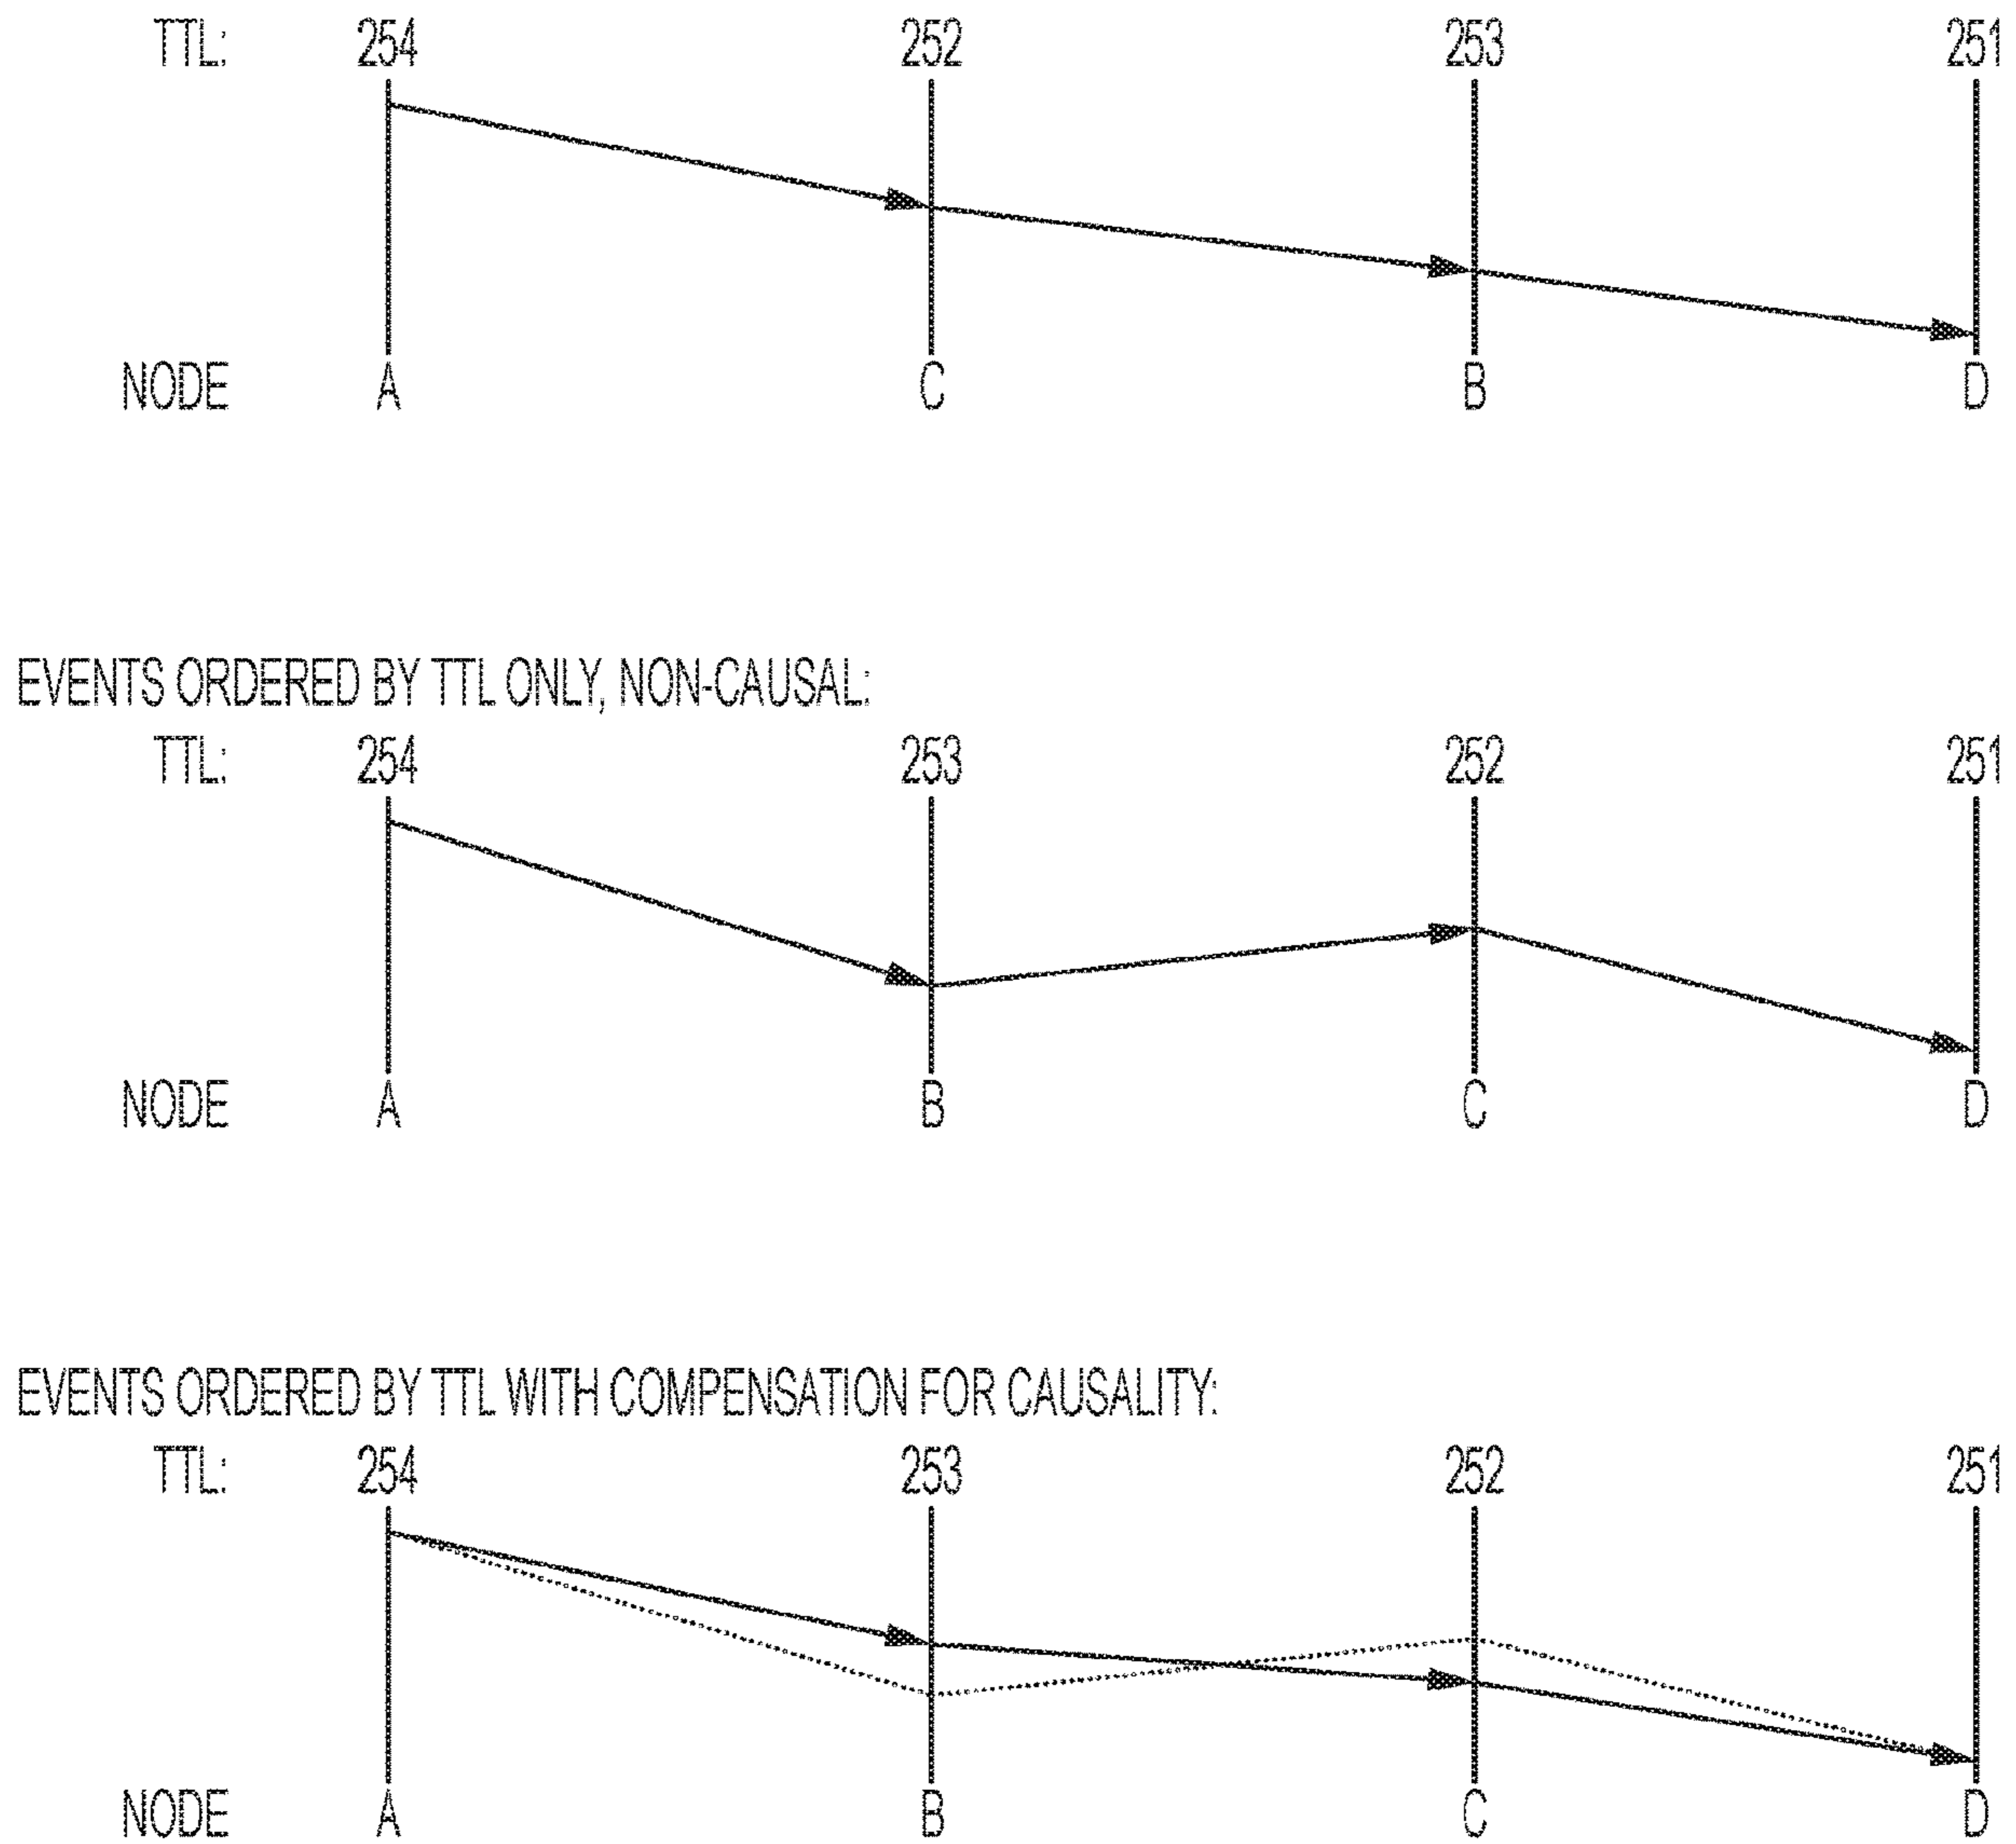 TTL: 254 252 253 251
NODE A C B D
EVENTS ORDERED BY TTL ONLY, NON-CAUSAL:
TTL: 254 253 252 251
NODE A B C D
EVENTS ORDERED BY TTL WITH COMPENSATION FOR CAUSALITY:
TTL: 254 253 252 251
NODE A B C D